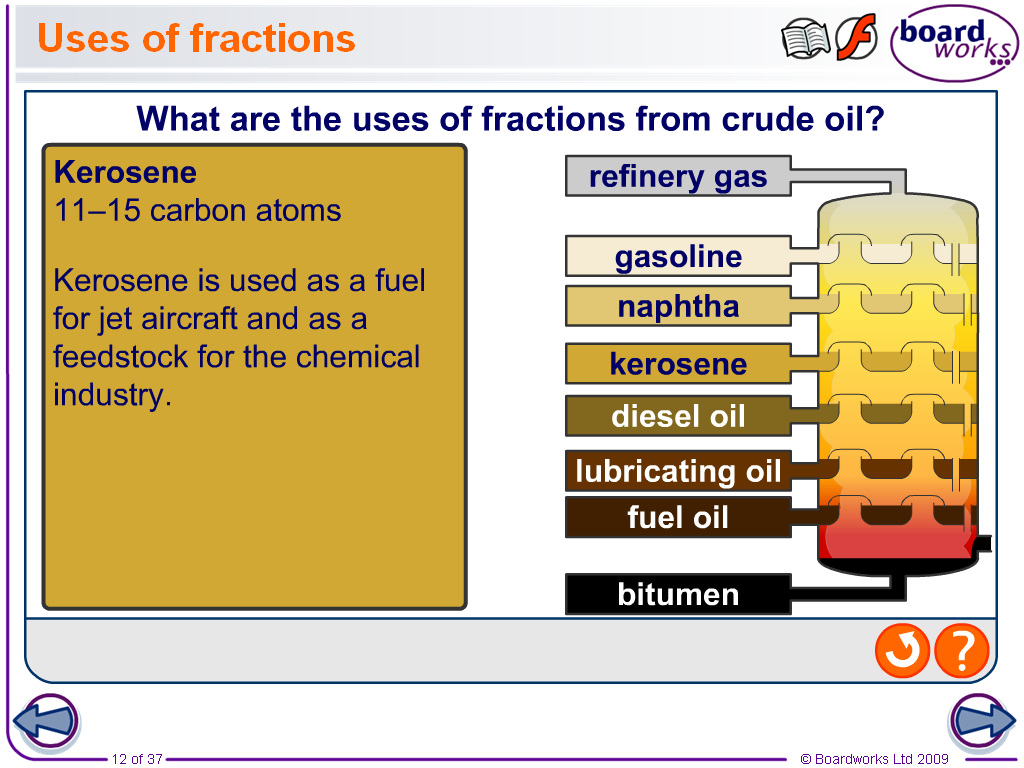 Uses of fractions
board
works
What are the uses of fractions from crude oil?
Kerosene
11–15 carbon atoms
Kerosene is used as a fuel
for jet aircraft and as a
feedstock for the chemical
industry.
refinery gas
gasoline
naphtha
kerosene
diesel oil
lubricating oil
fuel oil
bitumen
?
12 of 37
© Boardworks Ltd 2009